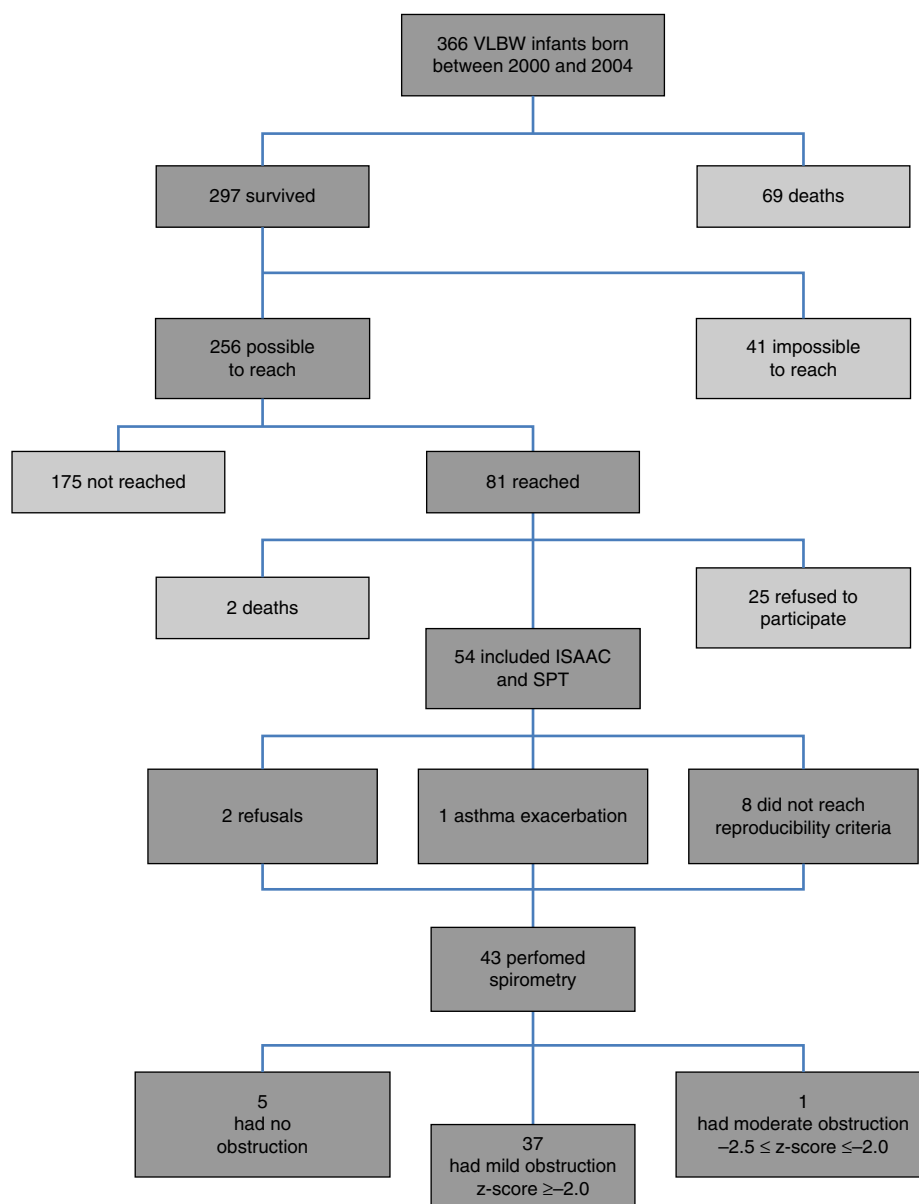 366 VLBW infants born
between 2000 and 2004
297 survived
69 deaths
256 possible
to reach
41 impossible
to reach
175 not reached
81 reached
2 deaths
25 refused to
participate
54 included ISAAC
and SPT
2 refusals
1 asthma exacerbation
8 did not reach
reproducibility criteria
43 perfomed
spirometry
5
had no
obstruction
37
had mild obstruction
z-score ≥–2.0
1
had moderate obstruction
–2.5 ≤ z-score ≤–2.0